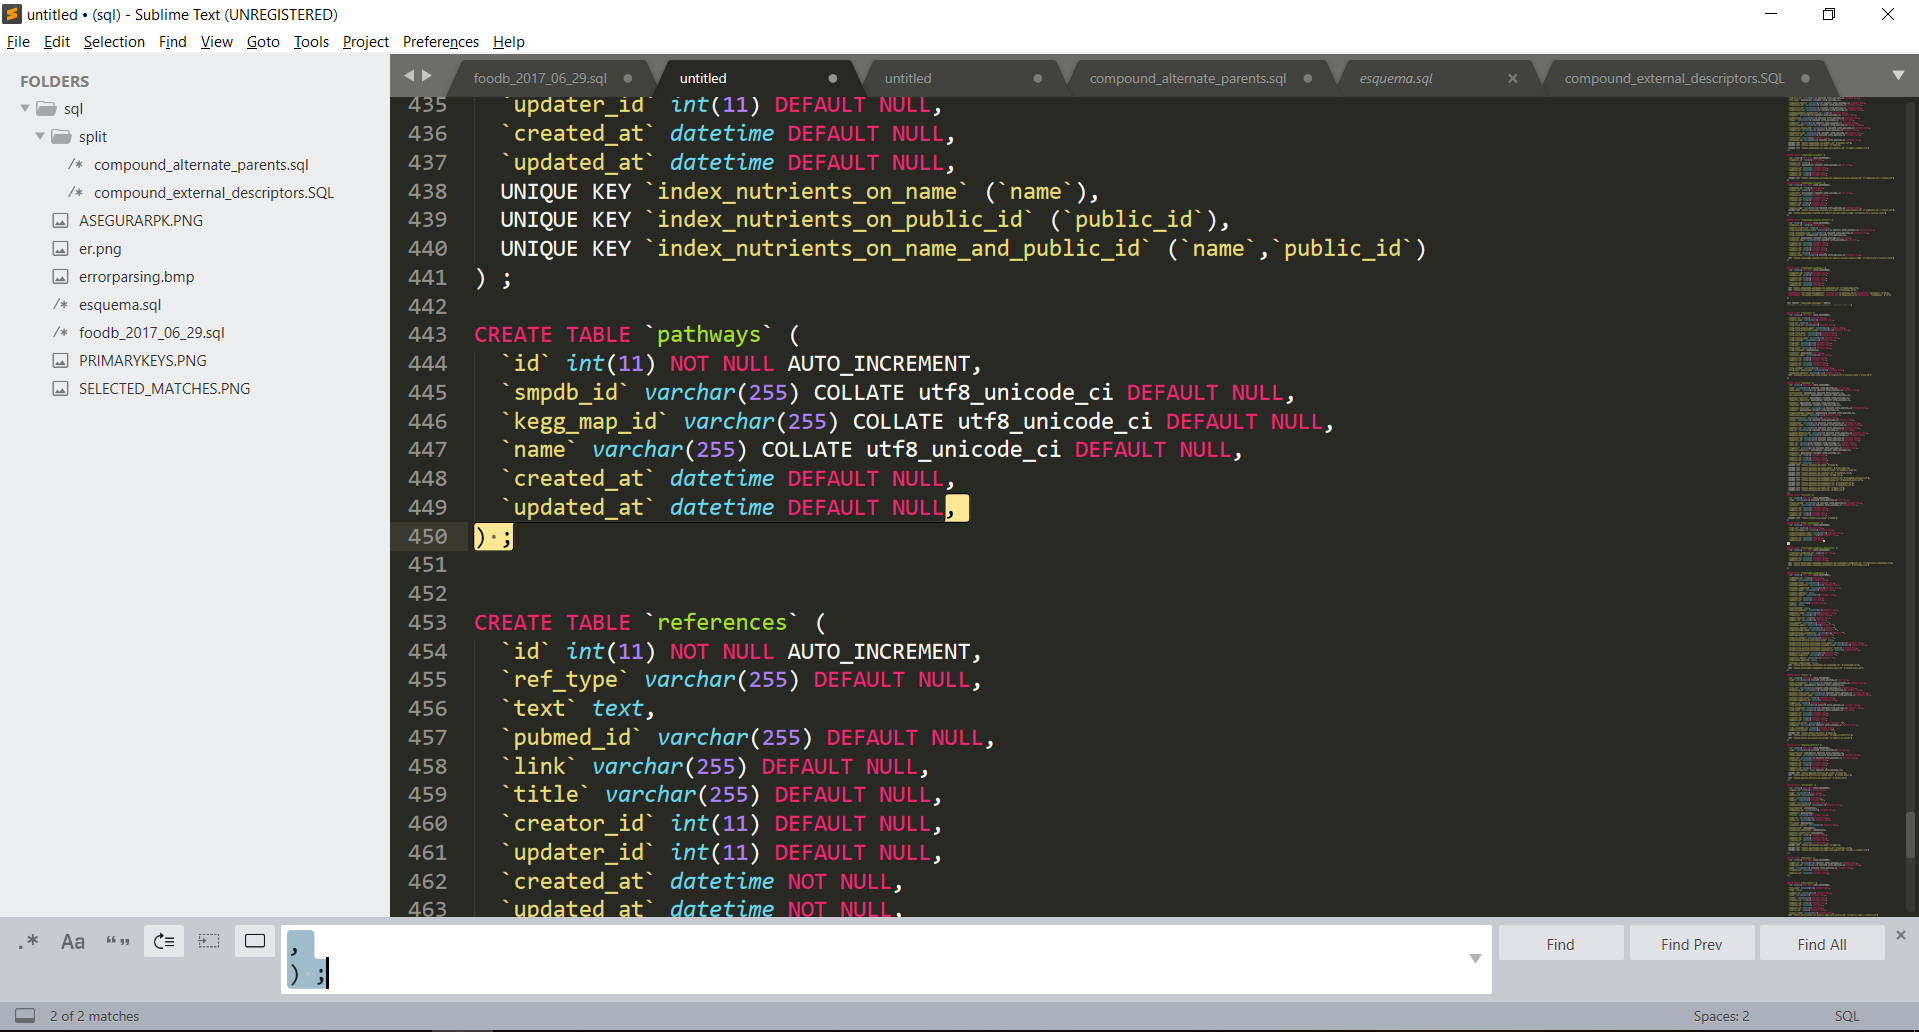 untitled • (sql) - Sublime Text (UNREGISTERED)
File Edit Selection Find View Goto Tools Project Preferences Help
FOLDERS
sql
split
/* compound_alternate_parents.sql
/* compound_external_descriptors.SQL
ASEGURARPK.PNG
er.png
errorparsing.bmp
/* esquema.sql
/* foodb_2017_06_29.sql
PRIMARYKEYS.PNG
SELECTED_MATCHES.PNG
foodb_2017_06_29.sql untitled untitled compound_alternate_parents.sql esquema.sql compound_external_descriptors.SQL
435 `updater_id` int(11) DEFAULT NULL,
436 `created_at` datetime DEFAULT NULL,
437 `updated_at` datetime DEFAULT NULL,
438 UNIQUE KEY `index_nutrients_on_name` (`name`),
439 UNIQUE KEY `index_nutrients_on_public_id` (`public_id`),
440 UNIQUE KEY `index_nutrients_on_name_and_public_id` (`name`,`public_id`)
441 ) ;
442
443 CREATE TABLE `pathways` (
444 `id` int(11) NOT NULL AUTO_INCREMENT,
445 `smpdb_id` varchar(255) COLLATE utf8_unicode_ci DEFAULT NULL,
446 `kegg_map_id` varchar(255) COLLATE utf8_unicode_ci DEFAULT NULL,
447 `name` varchar(255) COLLATE utf8_unicode_ci DEFAULT NULL,
448 `created_at` datetime DEFAULT NULL,
449 `updated_at` datetime DEFAULT NULL,
450 ) ;
451
452
453 CREATE TABLE `references` (
454 `id` int(11) NOT NULL AUTO_INCREMENT,
455 `ref_type` varchar(255) DEFAULT NULL,
456 `text` text,
457 `pubmed_id` varchar(255) DEFAULT NULL,
458 `link` varchar(255) DEFAULT NULL,
459 `title` varchar(255) DEFAULT NULL,
460 `creator_id` int(11) DEFAULT NULL,
461 `updater_id` int(11) DEFAULT NULL,
462 `created_at` datetime NOT NULL,
463 `updated_at` datetime NOT NULL,
.* Aa “ ”
,
) ;
Find Find Prev Find All
2 of 2 matches
Spaces: 2 SQL